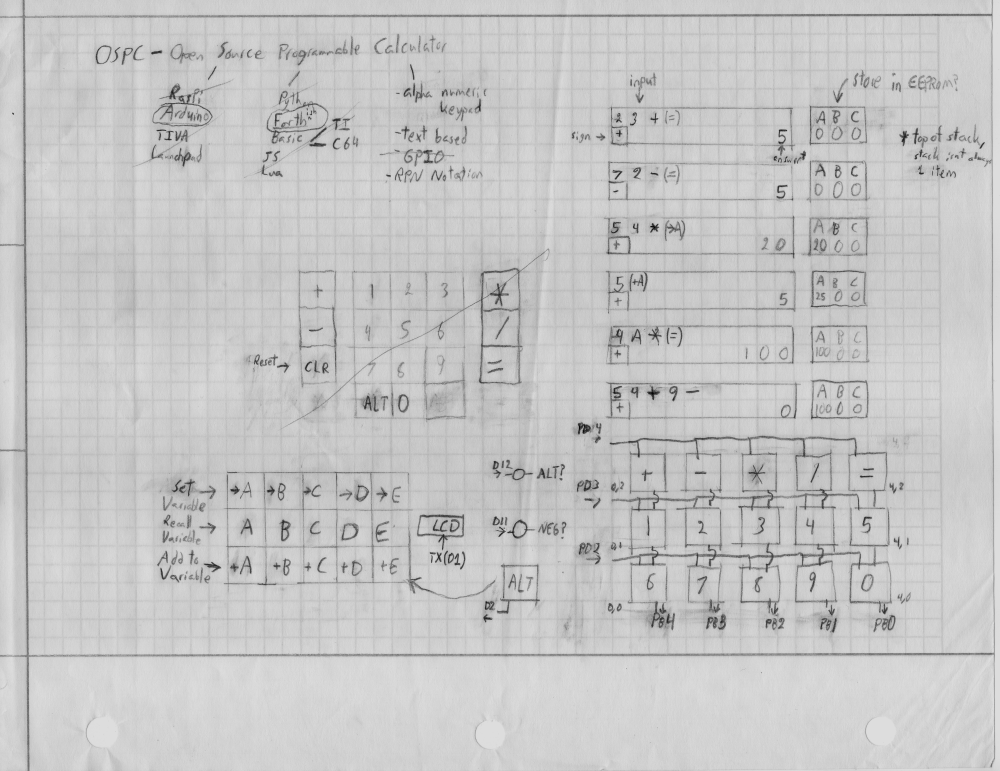 OSPC - Open Source Programmable Calculator
RasPi
Arduino
TIVA
Launchpad
Python
Forth ish
Basic
TI
C64
JS
Lua
-alpha numeric
keypad
-text based
-GPIO
-RPN Notation
input
store in EEPROM?
2 3 + (=)
sign → +
5
answer*
A B C
0 0 0
* top of stack,
stack isnt always
1 item
7 2 - (=)
-
5
A B C
0 0 0
5 4 * (→A)
+
20
A B C
20 0 0
5 (+A)
+
5
A B C
25 0 0
4 A * (=)
+
100
A B C
100 0 0
5 4 + 9 -
+
0
A B C
100 0 0
+ 1 2 3 *
- 4 5 6 /
Reset → CLR 7 8 9 =
ALT 0
Set
Variable → →A →B →C →D →E
Recall
Variable → A B C D E
Add to
Variable → +A +B +C +D +E
LCD
TX(D1)
D12 ALT?
D11 NEG?
ALT
D2
PD4
+ - * / =
0,2 4,2
PD3
1 2 3 4 5
0,1 4,1
PD2
6 7 8 9 0
0,0 4,0
PB4 PB3 PB2 PB1 PB0